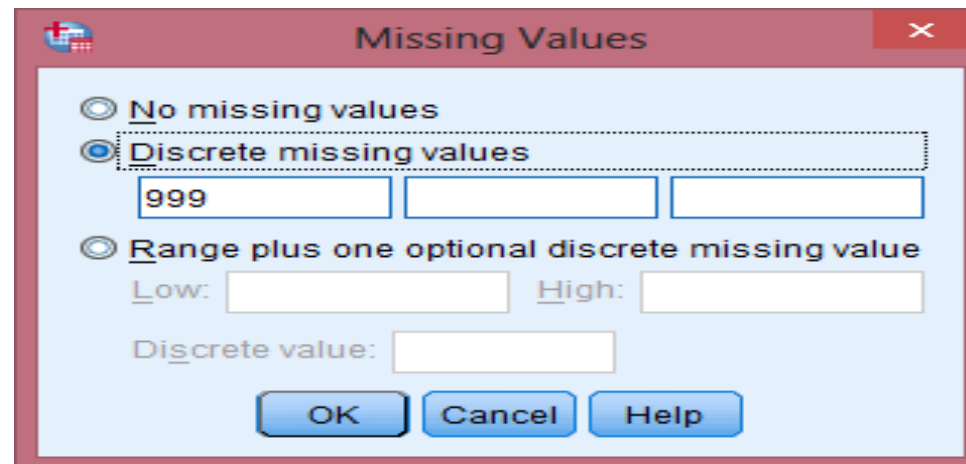 Missing Values
No missing values
Discrete missing values
999
Range plus one optional discrete missing value
Low: High:
Discrete value:
OK Cancel Help